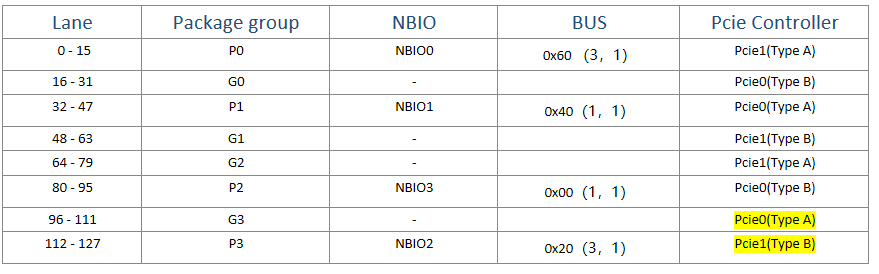 Lane Package group NBIO BUS Pcie Controller
0 - 15 P0 NBIO0 0x60（3，1） Pcie1(Type A)
16 - 31 G0 - Pcie0(Type B)
32 - 47 P1 NBIO1 0x40（1，1） Pcie0(Type A)
48 - 63 G1 - Pcie1(Type B)
64 - 79 G2 - Pcie1(Type A)
80 - 95 P2 NBIO3 0x00（1，1） Pcie0(Type B)
96 - 111 G3 - Pcie0(Type A)
112 - 127 P3 NBIO2 0x20（3，1） Pcie1(Type B)